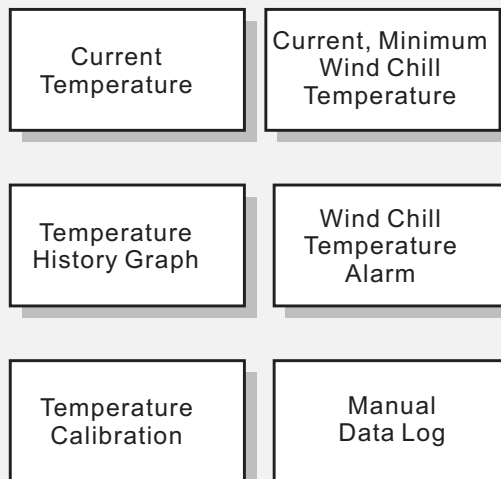 Current
Temperature
Current, Minimum
Wind Chill
Temperature
Temperature
History Graph
Wind Chill
Temperature
Alarm
Temperature
Calibration
Manual
Data Log